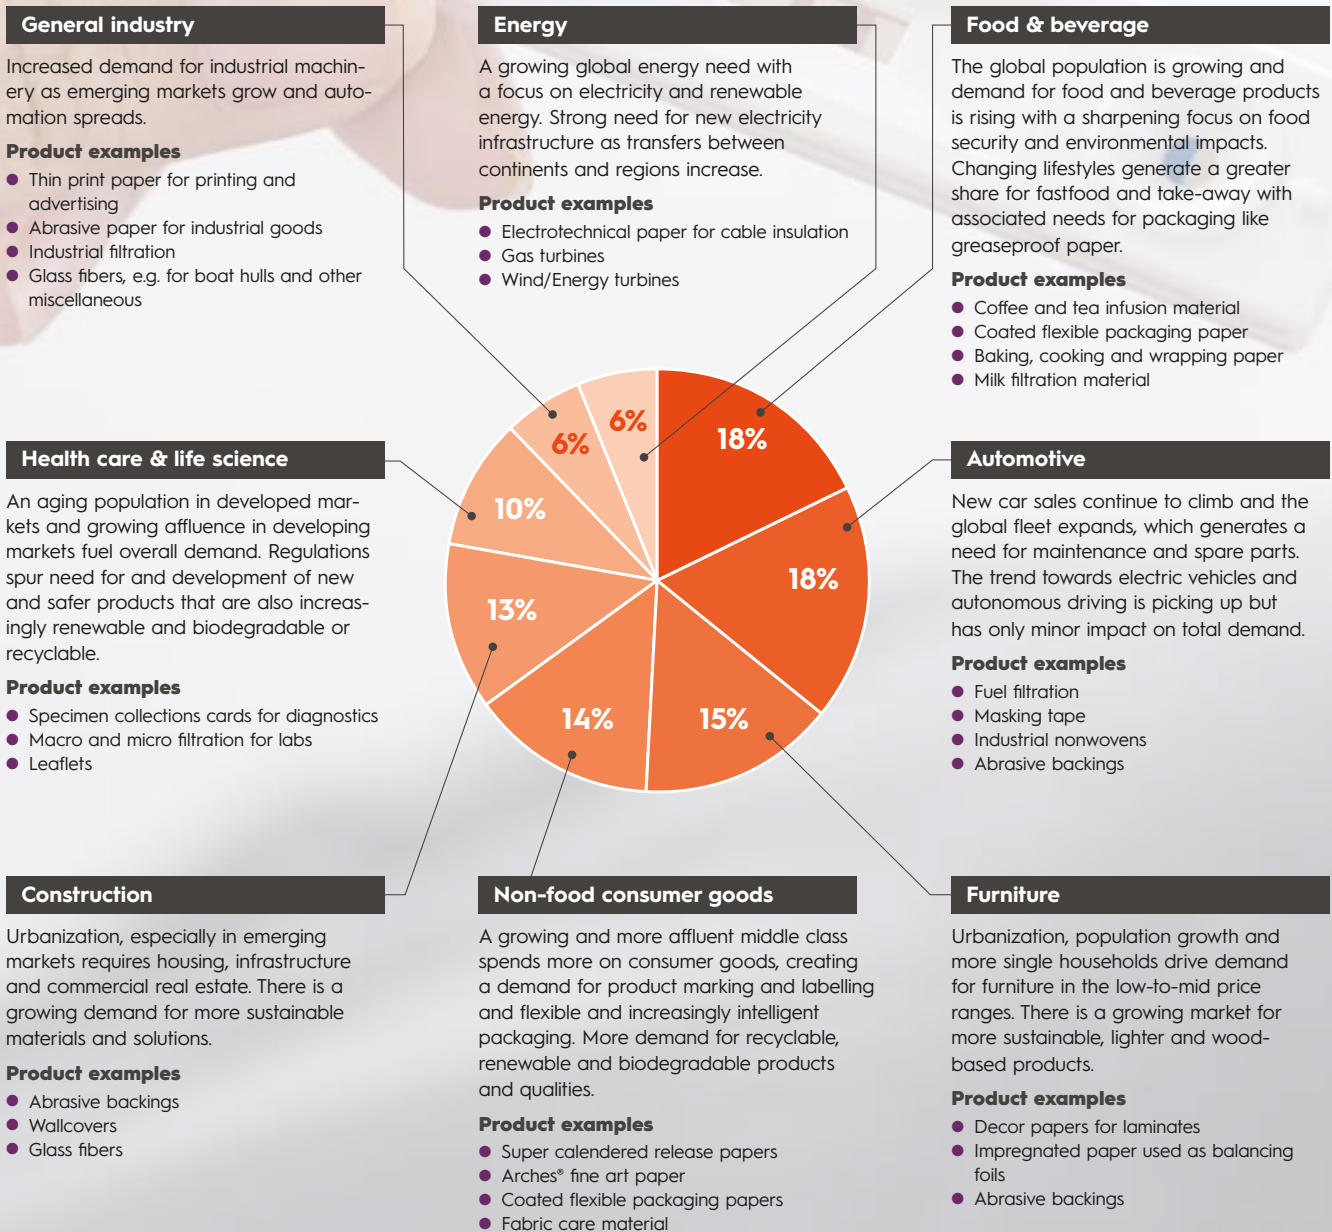 General industry
Increased demand for industrial machin-
ery as emerging markets grow and auto-
mation spreads.
Product examples
● Thin print paper for printing and
advertising
● Abrasive paper for industrial goods
● Industrial filtration
● Glass fibers, e.g. for boat hulls and other
miscellaneous
Energy
A growing global energy need with
a focus on electricity and renewable
energy. Strong need for new electricity
infrastructure as transfers between
continents and regions increase.
Product examples
● Electrotechnical paper for cable insulation
● Gas turbines
● Wind/Energy turbines
Food & beverage
The global population is growing and
demand for food and beverage products
is rising with a sharpening focus on food
security and environmental impacts.
Changing lifestyles generate a greater
share for fastfood and take-away with
associated needs for packaging like
greaseproof paper.
Product examples
● Coffee and tea infusion material
● Coated flexible packaging paper
● Baking, cooking and wrapping paper
● Milk filtration material
6%
6%
18%
10%
18%
13%
14%
15%
Health care & life science
An aging population in developed mar-
kets and growing affluence in developing
markets fuel overall demand. Regulations
spur need for and development of new
and safer products that are also increas-
ingly renewable and biodegradable or
recyclable.
Product examples
● Specimen collections cards for diagnostics
● Macro and micro filtration for labs
● Leaflets
Automotive
New car sales continue to climb and the
global fleet expands, which generates a
need for maintenance and spare parts.
The trend towards electric vehicles and
autonomous driving is picking up but
has only minor impact on total demand.
Product examples
● Fuel filtration
● Masking tape
● Industrial nonwovens
● Abrasive backings
Construction
Urbanization, especially in emerging
markets requires housing, infrastructure
and commercial real estate. There is a
growing demand for more sustainable
materials and solutions.
Product examples
● Abrasive backings
● Wallcovers
● Glass fibers
Non-food consumer goods
A growing and more affluent middle class
spends more on consumer goods, creating
a demand for product marking and labelling
and flexible and increasingly intelligent
packaging. More demand for recyclable,
renewable and biodegradable products
and qualities.
Product examples
● Super calendered release papers
● Arches® fine art paper
● Coated flexible packaging papers
● Fabric care material
Furniture
Urbanization, population growth and
more single households drive demand
for furniture in the low-to-mid price
ranges. There is a growing market for
more sustainable, lighter and wood-
based products.
Product examples
● Decor papers for laminates
● Impregnated paper used as balancing
foils
● Abrasive backings